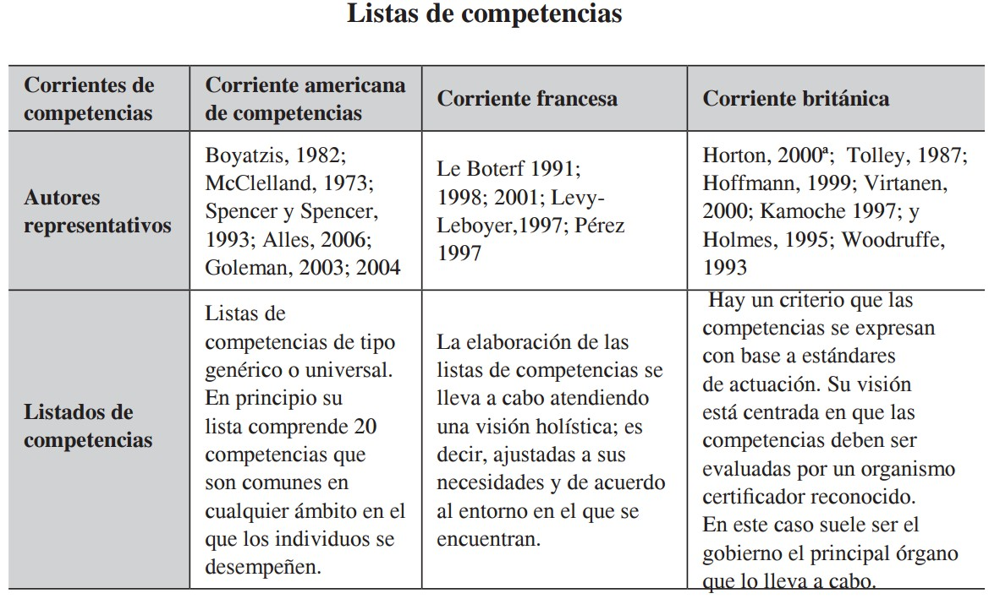 Listas de competencias
Corrientes de
competencias
Corriente americana
de competencias
Corriente francesa
Corriente británica
Autores
representativos
Boyatzis, 1982;
McClelland, 1973;
Spencer y Spencer,
1993; Alles, 2006;
Goleman, 2003; 2004
Le Boterf 1991;
1998; 2001; Levy-
Leboyer,1997; Pérez
1997
Horton, 2000ª;  Tolley, 1987;
Hoffmann, 1999; Virtanen,
2000; Kamoche 1997; y
Holmes, 1995; Woodruffe,
1993
Listados de
competencias
Listas de
competencias de tipo
genérico o universal.
En principio su
lista comprende 20
competencias que
son comunes en
cualquier ámbito en el
que los individuos se
desempeñen.
La elaboración de las
listas de competencias se
lleva a cabo atendiendo
una visión holística; es
decir, ajustadas a sus
necesidades y de acuerdo
al entorno en el que se
encuentran.
Hay un criterio que las
competencias se expresan
con base a estándares
de actuación. Su visión
está centrada en que las
competencias deben ser
evaluadas por un organismo
certificador reconocido.
En este caso suele ser el
gobierno el principal órgano
que lo lleva a cabo.